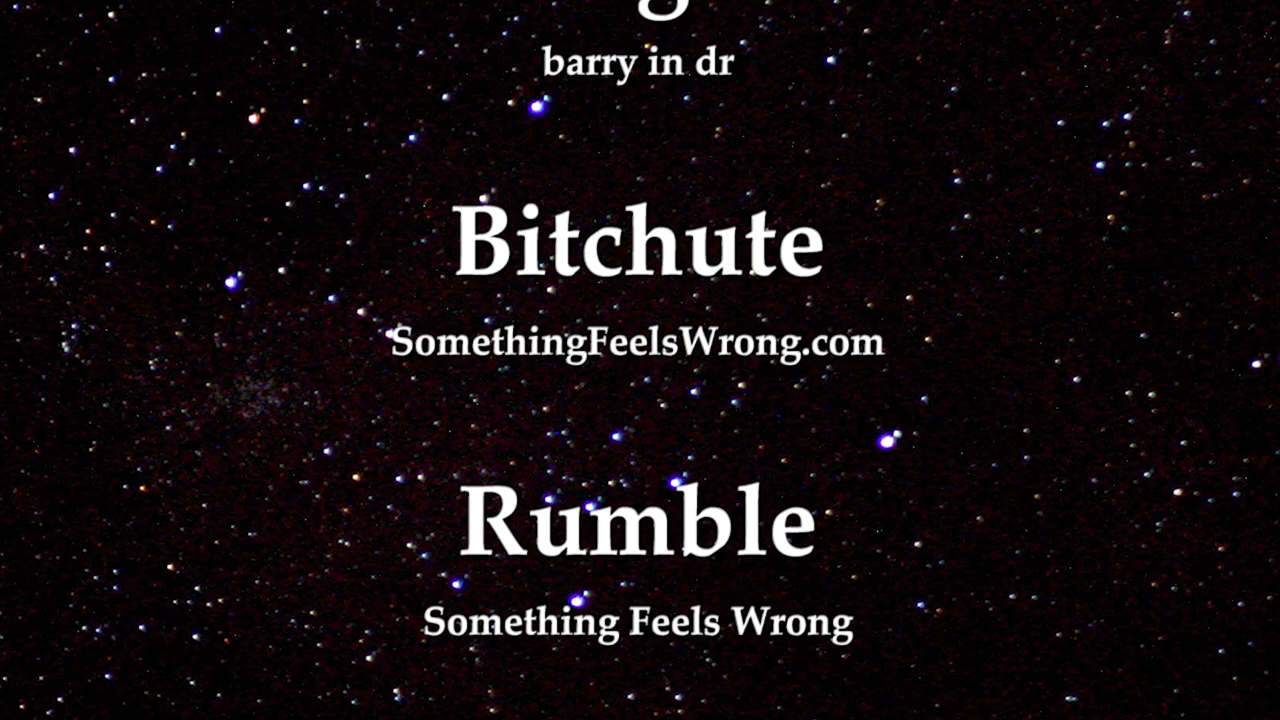 barry in dr
Bitchute
SomethingFeelsWrong.com
Rumble
Something Feels Wrong